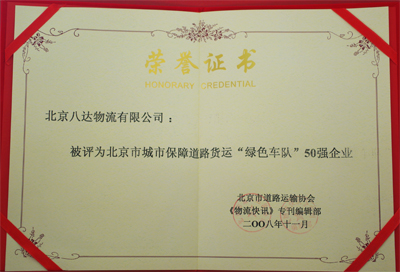 荣誉证书
HONORARY CREDENTIAL
北京八达物流有限公司：
被评为北京市城市保障道路货运“绿色车队”50强企业
北京市道路运输协会
《物流快讯》专刊编辑部
二〇〇八年十一月